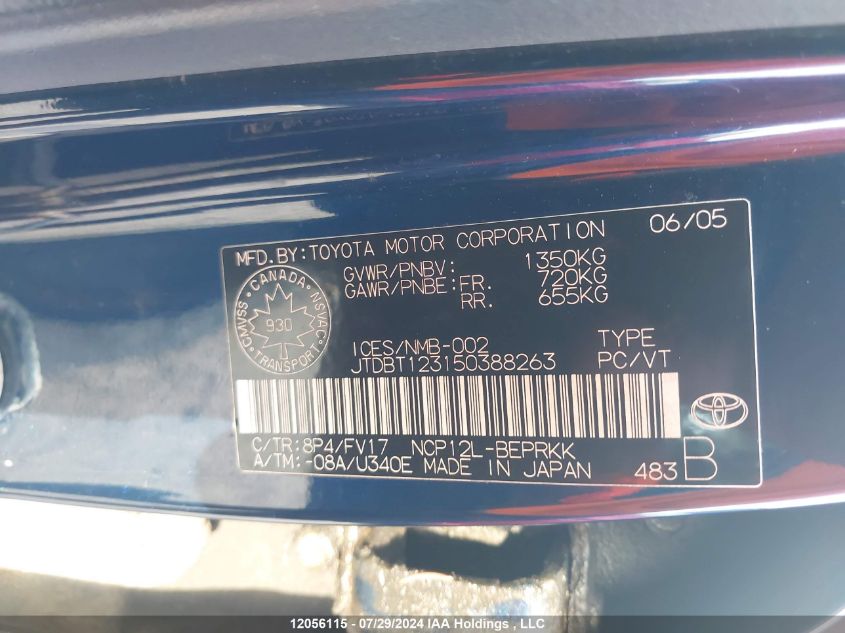 MFD.BY:TOYOTA MOTOR CORPORATION 06/05
GVWR/PNBV: 1350KG
GAWR/PNBE:FR. 720KG
RR. 655KG
CANADA
CMVSS NSVAC
930
TRANSPORT
ICES/NMB-002 TYPE
JTDBT123150388263 PC/VT
C/TR:8P4/FV17 NCP12L-BEPRKK
A/TM:-08A/U340E MADE IN JAPAN 483 B
12056115 - 07/29/2024 IAA Holdings , LLC